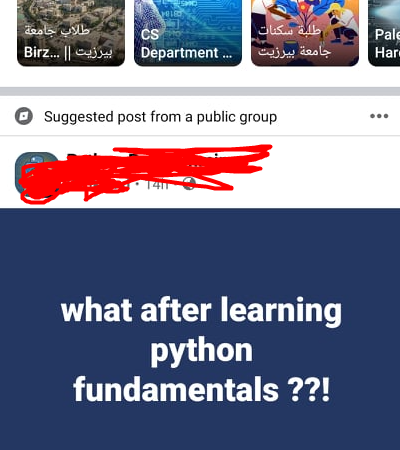 طلاب جامعة
Birz... || بيرزيت
CS
Department ...
طلبة سكنات
جامعة بيرزيت
Pale
Hard
Suggested post from a public group
14h
what after learning
python
fundamentals ??!